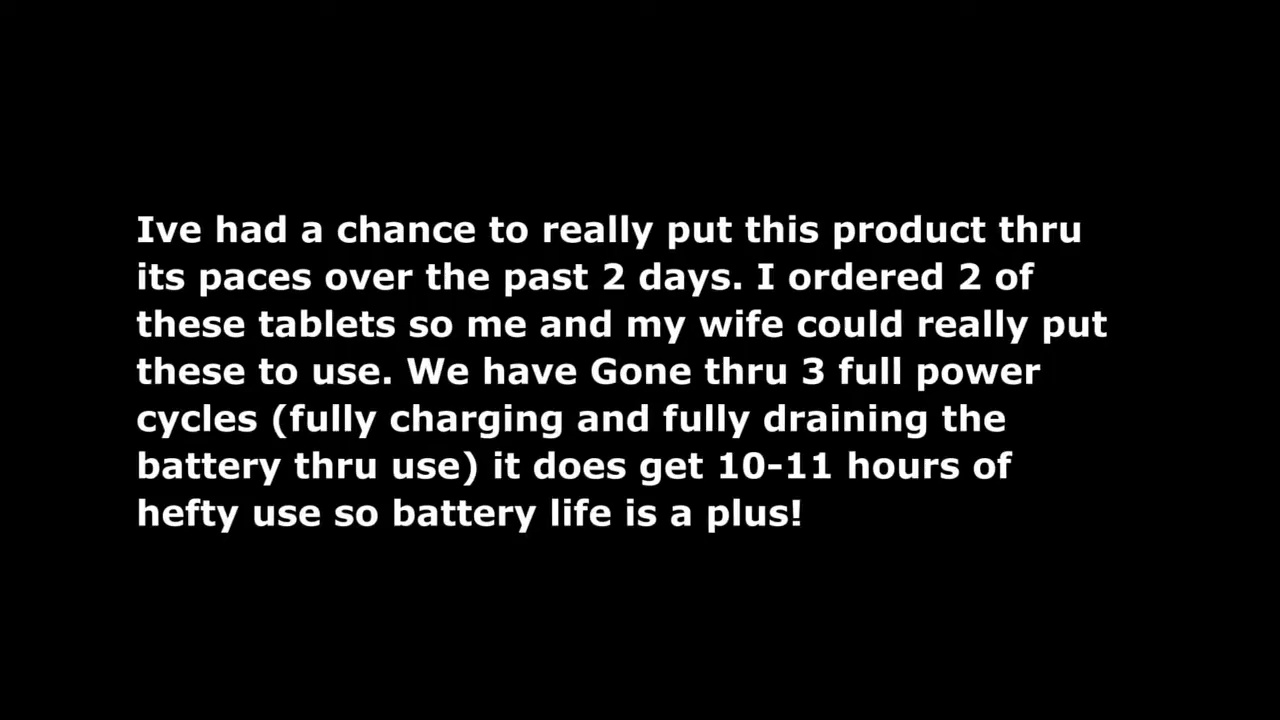 Ive had a chance to really put this product thru
its paces over the past 2 days. I ordered 2 of
these tablets so me and my wife could really put
these to use. We have Gone thru 3 full power
cycles (fully charging and fully draining the
battery thru use) it does get 10-11 hours of
hefty use so battery life is a plus!